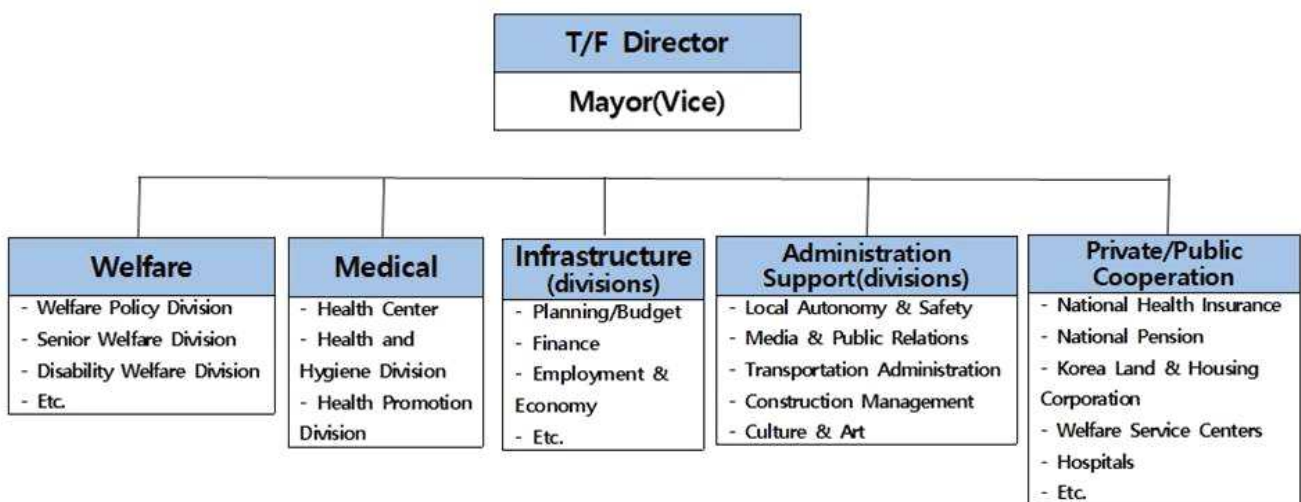 T/F Director
Mayor(Vice)
Welfare
- Welfare Policy Division
- Senior Welfare Division
- Disability Welfare Division
- Etc.
Medical
- Health Center
- Health and
Hygiene Division
- Health Promotion
Division
Infrastructure
(divisions)
- Planning/Budget
- Finance
- Employment &
Economy
- Etc.
Administration
Support(divisions)
- Local Autonomy & Safety
- Media & Public Relations
- Transportation Administration
- Construction Management
- Culture & Art
Private/Public
Cooperation
- National Health Insurance
- National Pension
- Korea Land & Housing
Corporation
- Welfare Service Centers
- Hospitals
- Etc.